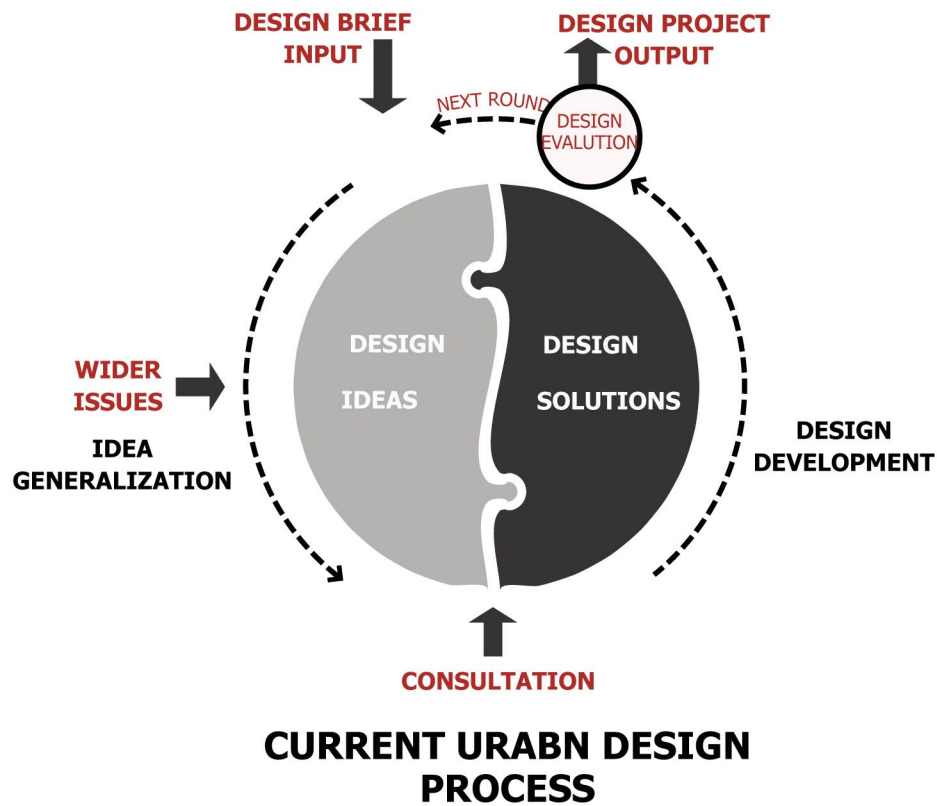 DESIGN BRIEF
INPUT
DESIGN PROJECT
OUTPUT
NEXT ROUND
DESIGN
EVALUTION
DESIGN
IDEAS
DESIGN
SOLUTIONS
WIDER
ISSUES
IDEA
GENERALIZATION
DESIGN
DEVELOPMENT
CONSULTATION
CURRENT URABN DESIGN
PROCESS